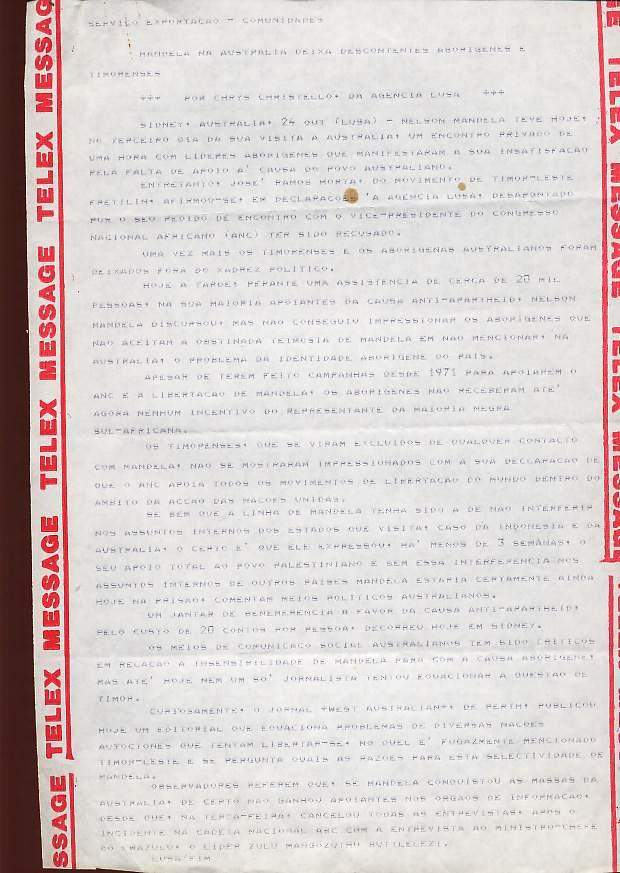 SERVIÇO EXPORTACAO - COMUNIDADES
MANDELA NA AUSTRALIA DEIXA DESCONTENTES ABORIGENES E
TIMORENSES
+++ POR CHRYS CHRISTELLO, DA AGENCIA LUSA +++
SIDNEY, AUSTRALIA, 24 OUT (LUSA) - NELSON MANDELA TEVE HOJE,
NO TERCEIRO DIA DA SUA VISITA A AUSTRALIA, UM ENCONTRO PRIVADO DE
UMA HORA COM LIDERES ABORIGENES QUE MANIFESTARAM A SUA INSATISFACAO
PELA FALTA DE APOIO A' CAUSA DO POVO AUSTRALIANO.
ENTRETANTO, JOSE' RAMOS HORTA, DO MOVIMENTO DE TIMOR-LESTE
FRETILIN, AFIRMOU-SE, EM DECLARACOES 'A AGENCIA LUSA, DESAPONTADO
POR O SEU PEDIDO DE ENCONTRO COM O VICE-PRESIDENTE DO CONGRESSO
NACIONAL AFRICANO (ANC) TER SIDO RECUSADO.
UMA VEZ MAIS OS TIMORENSES E OS ABORIGENAS AUSTRALIANOS FORAM
DEIXADOS FORA DO XADREZ POLITICO.
HOJE A TARDE, PERANTE UMA ASSISTENCIA DE CERCA DE 20 MIL
PESSOAS, NA SUA MAIORIA APOIANTES DA CAUSA ANTI-APARTHEID, NELSON
MANDELA DISCURSOU, MAS NAO CONSEGUIU IMPRESSIONAR OS ABORIGENES QUE
NAO ACEITAM A OBSTINADA TEIMOSIA DE MANDELA EM NAO MENCIONAR, NA
AUSTRALIA, O PROBLEMA DA IDENTIDADE ABORIGENE DO PAIS.
APESAR DE TEREM FEITO CAMPANHAS DESDE 1971 PARA APOIAREM O
ANC E A LIBERTACAO DE MANDELA, OS ABORIGENES NAO RECEBERAM ATE'
AGORA NENHUM INCENTIVO DO REPRESENTANTE DA MAIORIA NEGRA
SUL-AFRICANA.
OS TIMORENSES, QUE SE VIRAM EXCLUIDOS DE QUALQUER CONTACTO
COM MANDELA, NAO SE MOSTRARAM IMPRESSIONADOS COM A SUA DECLARACAO DE
QUE O ANC APOIA TODOS OS MOVIMENTOS DE LIBERTACAO DO MUNDO DENTRO DO
AMBITO DA ACCAO DAS NACOES UNIDAS.
SE BEM QUE A LINHA DE MANDELA TENHA SIDO A DE NAO INTERFERIR
NOS ASSUNTOS INTERNOS DOS ESTADOS QUE VISITA, CASO DA INDONESIA E DA
AUSTRALIA, O CERTO E' QUE ELE EXPRESSOU, HA' MENOS DE 3 SEMANAS, O
SEU APOIO TOTAL AO POVO PALESTINIANO E SEM ESSA INTERFERENCIA NOS
ASSUNTOS INTERNOS DE OUTROS PAISES MANDELA ESTARIA CERTAMENTE AINDA
HOJE NA PRISAO, COMENTAM MEIOS POLITICOS AUSTRALIANOS.
UM JANTAR DE BENEMERENCIA A FAVOR DA CAUSA ANTI-APARTHEID,
PELO CUSTO DE 20 CONTOS POR PESSOA, DECORREU HOJE EM SIDNEY.
OS MEIOS DE COMUNICACO SOCIAL AUSTRALIANOS TEM SIDO CRITICOS
EM RELACAO A INSENSIBILIDADE DE MANDELA PARA COM A CAUSA ABORIGENE,
MAS ATE' HOJE NEM UM SO' JORNALISTA TENTOU EQUACIONAR A QUESTAO DE
TIMOR.
CURIOSAMENTE, O JORNAL +WEST AUSTRALIAN+, DE PERTH, PUBLICOU
HOJE UM EDITORIAL QUE EQUACIONA PROBLEMAS DE DIVERSAS NACOES
AUTOCIONES QUE TENTAM LIBERTAR-SE, NO QUEL E' FUGAZMENTE MENCIONADO
TIMOR-LESTE E SE PERGUNTA QUAIS AS RAZOES PARA ESTA SELECTIVIDADE DE
MANDELA.
OBSERVADORES REFEREM QUE, SE MANDELA CONQUISTOU AS MASSAS DA
AUSTRALIA, DE CERTO NAO GANHOU APOIANTES NOS ORGAOS DE INFORMACAO,
DESDE QUE, NA TERCA-FEIRA, CANCELOU TODAS AS ENTREVISTAS, APOS O
INCIDENTE NA CADEIA NACIONAL ABC COM A ENTREVISTA AO MINISTRO-CHEFE
DO KWAZULU, O LIDER ZULU MANGOZUTHU BUTHELEZI.
LUSA/FIM
TELEX MESSAGE TELEX MESSAGE TELEX MESSAGE
TELEX MESSAGE TELEX MESSAGE